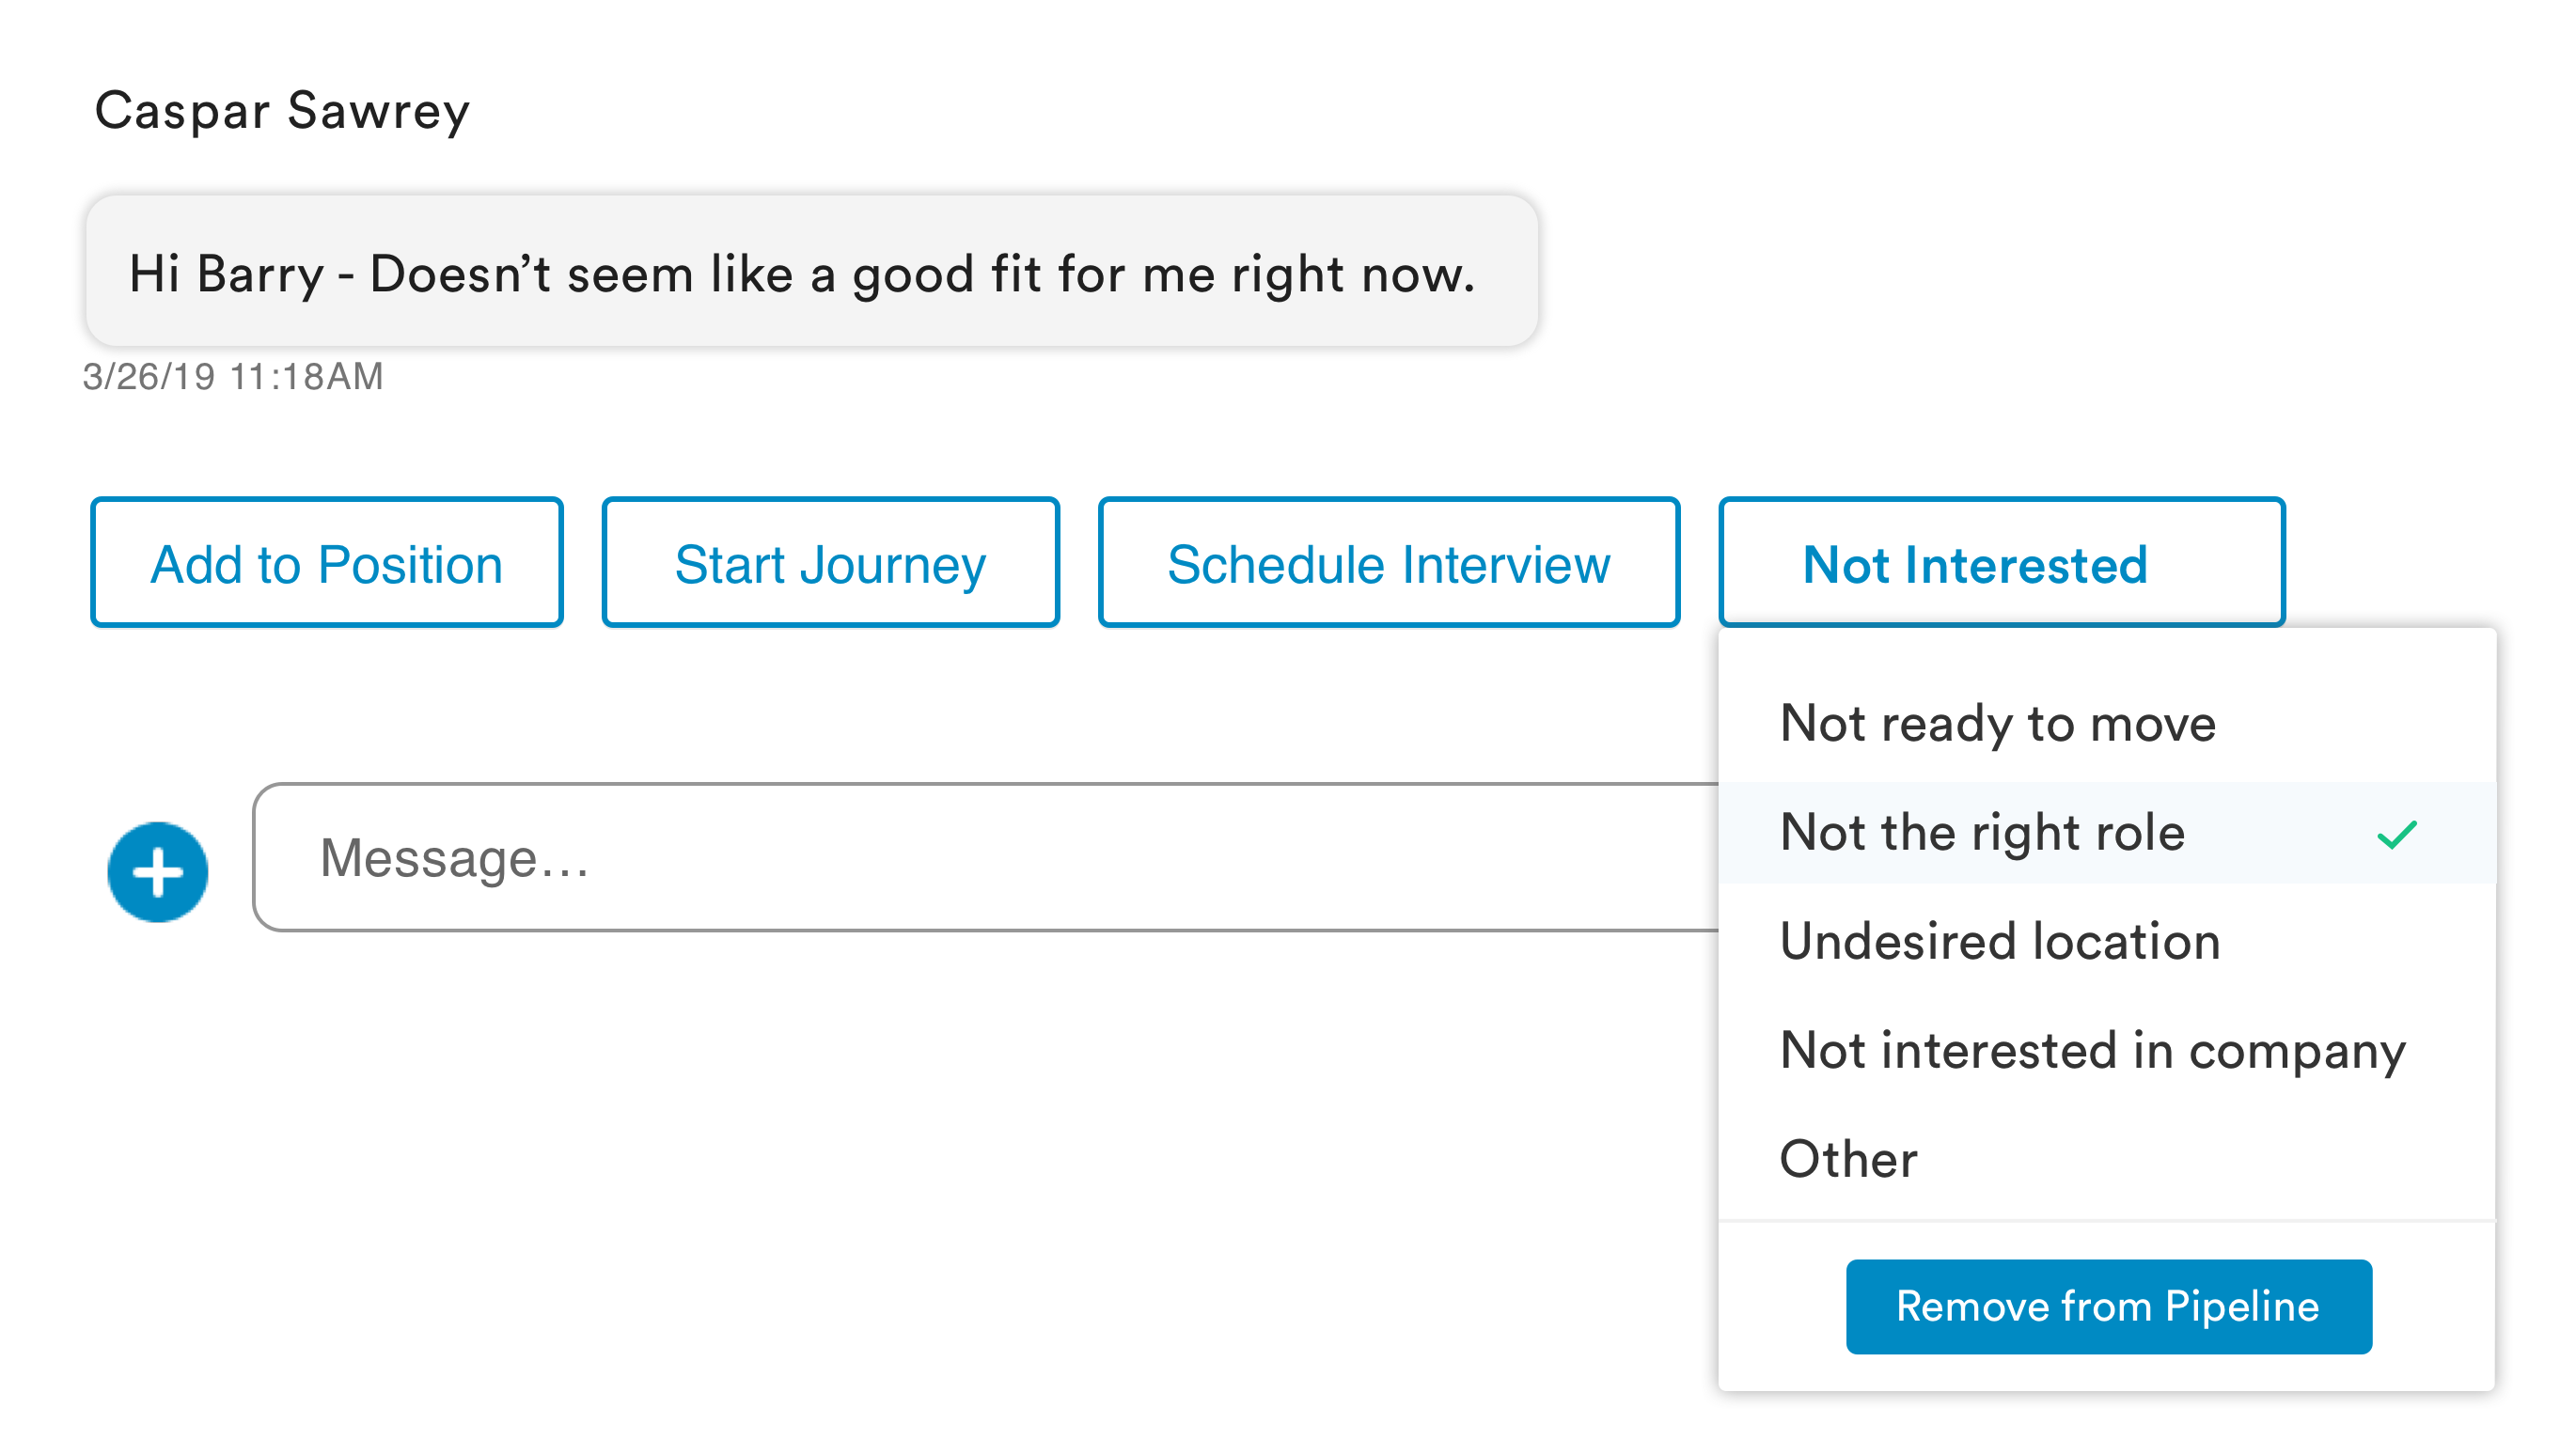 Caspar Sawrey
Hi Barry - Doesn’t seem like a good fit for me right now.
3/26/19 11:18AM
Add to Position
Start Journey
Schedule Interview
Not Interested
Not ready to move
Message...
Not the right role
Undesired location
Not interested in company
Other
Remove from Pipeline